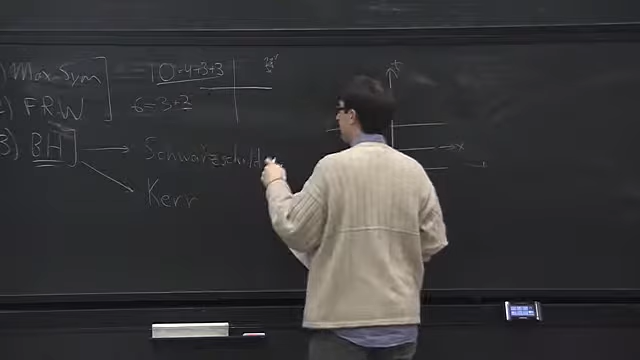 1) Max Sym
10=4+3+3
2) FRW
6=3+3
3) BH
Schwarzschild
Kerr
t
x